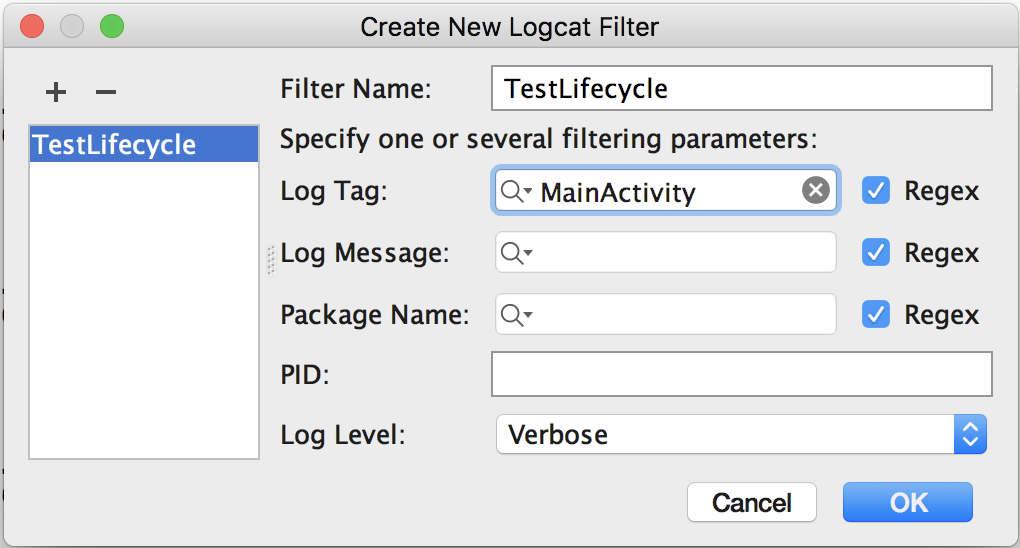 Create New Logcat Filter
+ −
TestLifecycle
Filter Name: TestLifecycle
Specify one or several filtering parameters:
Log Tag: MainActivity Regex
Log Message: Regex
Package Name: Regex
PID:
Log Level: Verbose
Cancel OK